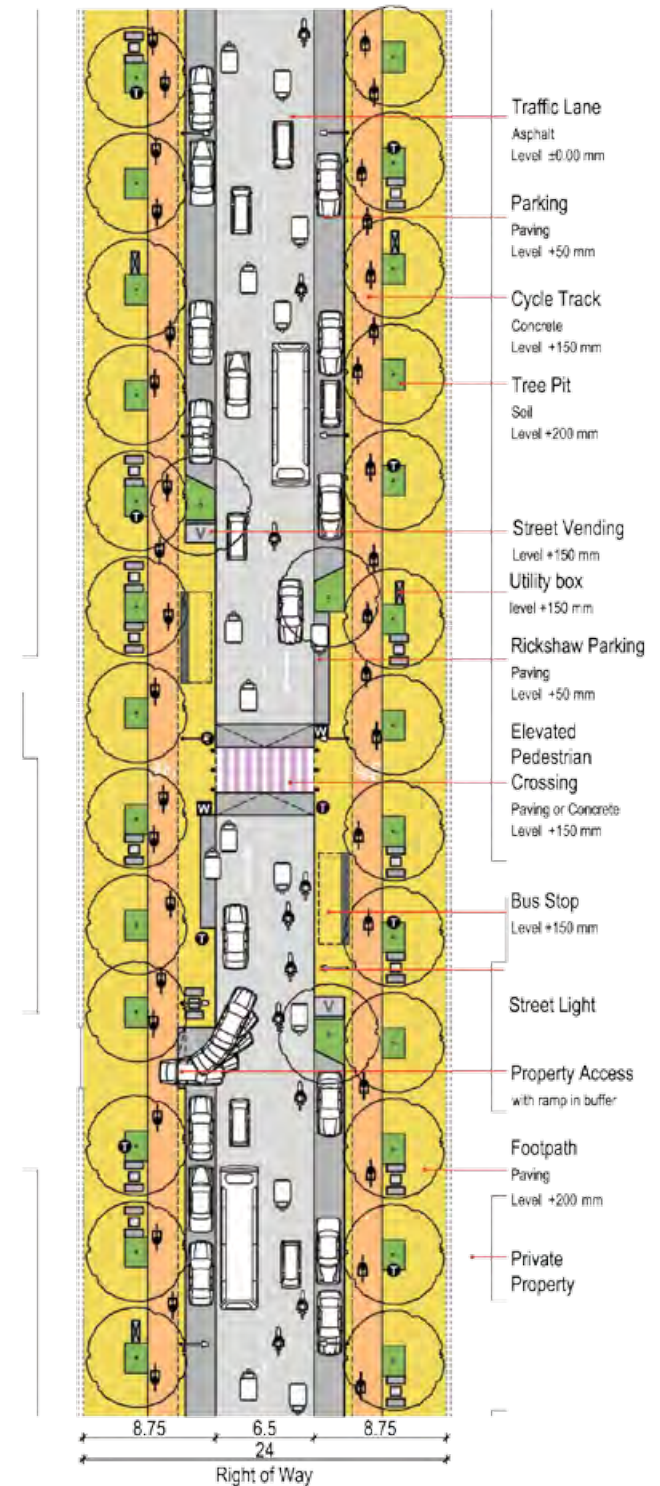 Traffic Lane
Asphalt
Level ±0.00 mm
Parking
Paving
Level +50 mm
Cycle Track
Concrete
Level +150 mm
Tree Pit
Soil
Level +200 mm
Street Vending
Level +150 mm
Utility box
level +150 mm
Rickshaw Parking
Paving
Level +50 mm
Elevated
Pedestrian
Crossing
Paving or Concrete
Level +150 mm
Bus Stop
Level +150 mm
Street Light
Property Access
with ramp in buffer
Footpath
Paving
Level +200 mm
Private
Property
T
T
T
T
V
W
W
T
T
T
V
T
T
8.75
6.5
8.75
24
Right of Way